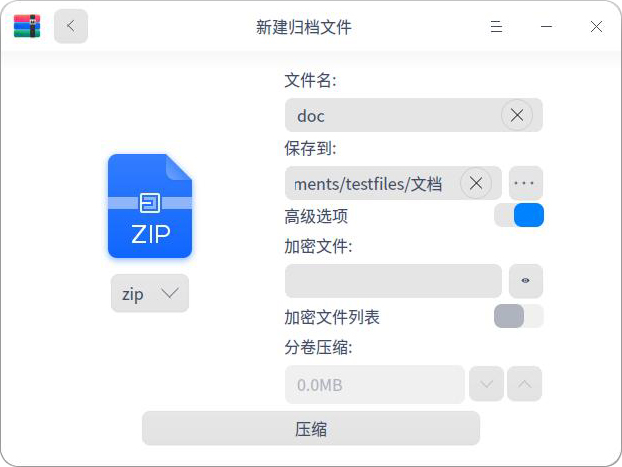 新建归档文件
文件名:
doc
保存到:
ments/testfiles/文档
高级选项
加密文件:
ZIP
zip
加密文件列表
分卷压缩:
0.0MB
压缩